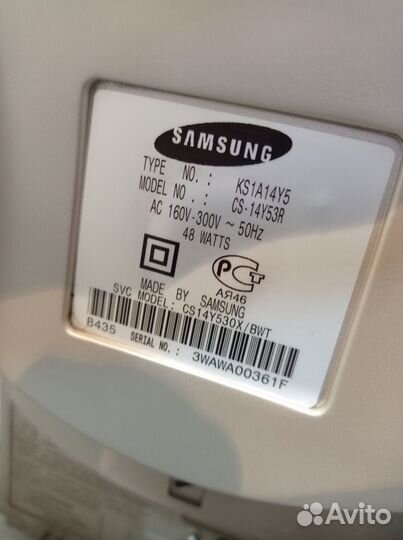 SAMSUNG
TYPE NO. : KS1A14Y5
MODEL NO : CS-14Y53R
AC 160V-300V ~ 50Hz
48 WATTS
РСТ
АЯ46
MADE BY SAMSUNG
SVC MODEL: CS14Y530X/BWT
B435 SERIAL NO.: 3WAWA00361F
Avito